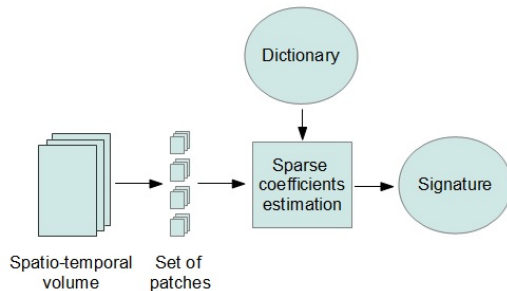 Dictionary
Sparse
coefficients
estimation
Signature
Spatio-temporal
volume
Set of
patches